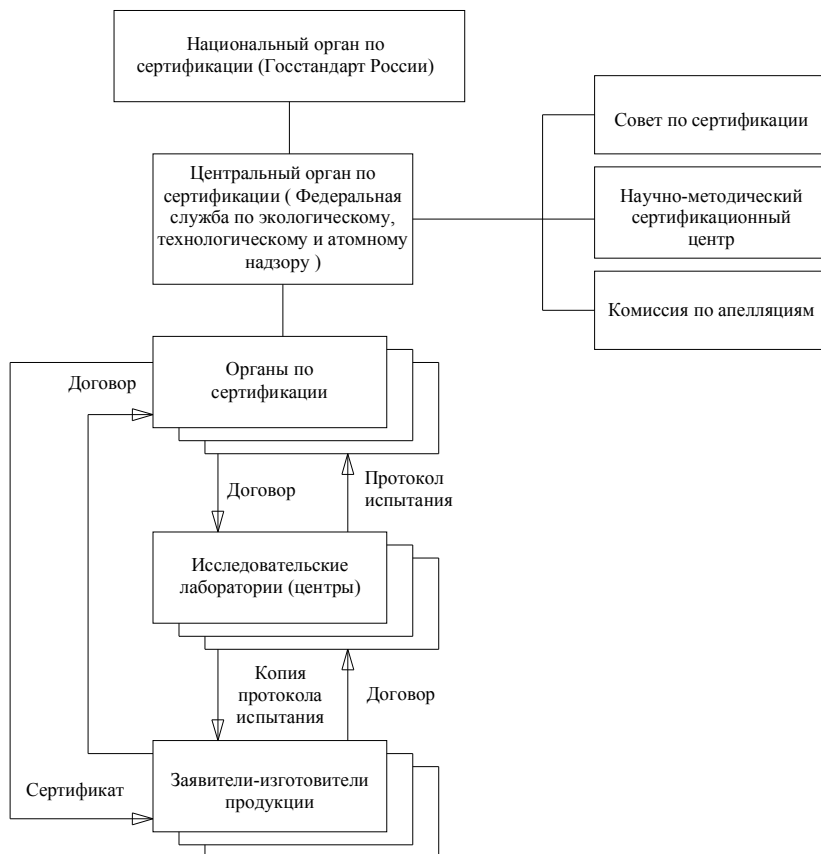 Национальный орган по
сертификации (Госстандарт России)
Совет по сертификации
Центральный орган по
сертификации ( Федеральная
служба по экологическому,
технологическому и атомному
надзору )
Научно-методический
сертификационный
центр
Комиссия по апелляциям
Органы по
сертификации
Договор
Договор
Протокол
испытания
Исследовательские
лаборатории (центры)
Копия
протокола
испытания
Договор
Заявители-изготовители
продукции
Сертификат